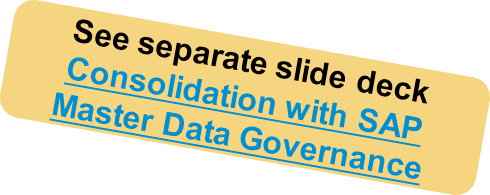 See separate slide deck
Consolidation with SAP
Master Data Governance